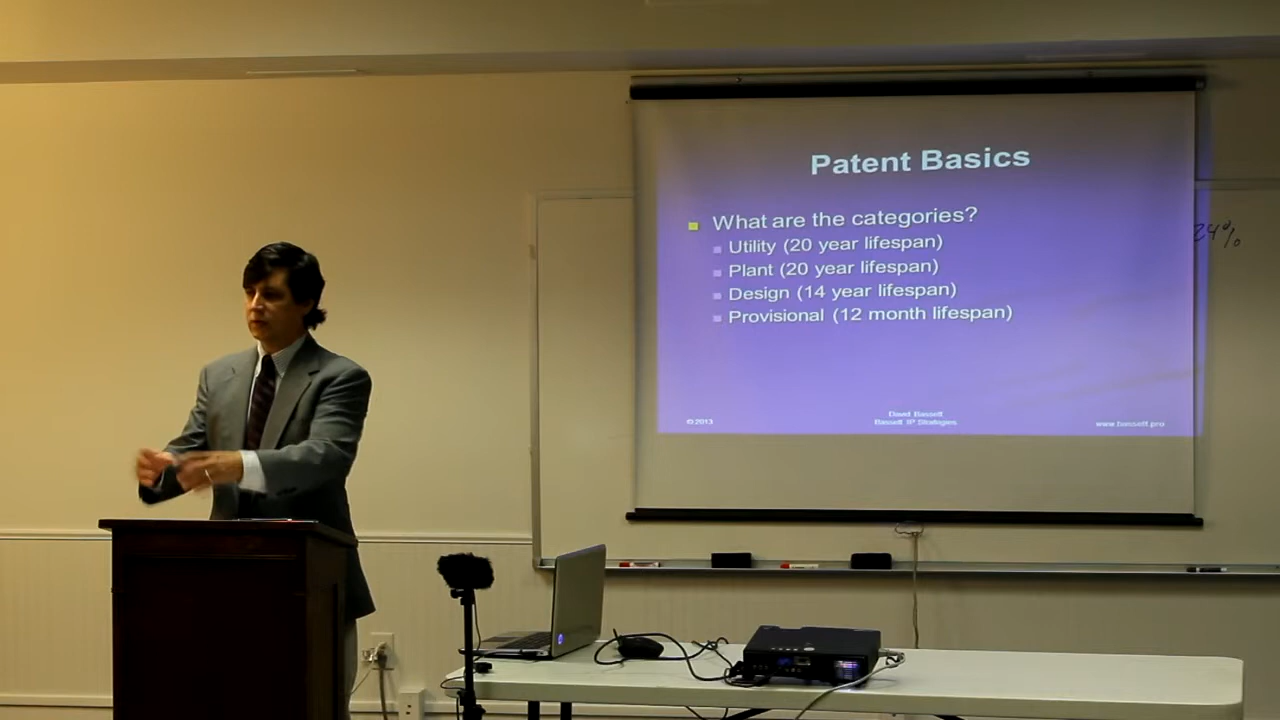 Patent Basics
What are the categories?
Utility (20 year lifespan)
Plant (20 year lifespan)
Design (14 year lifespan)
Provisional (12 month lifespan)
24%
© 2013
David Bassett
Bassett IP Strategies
www.bassett.pro